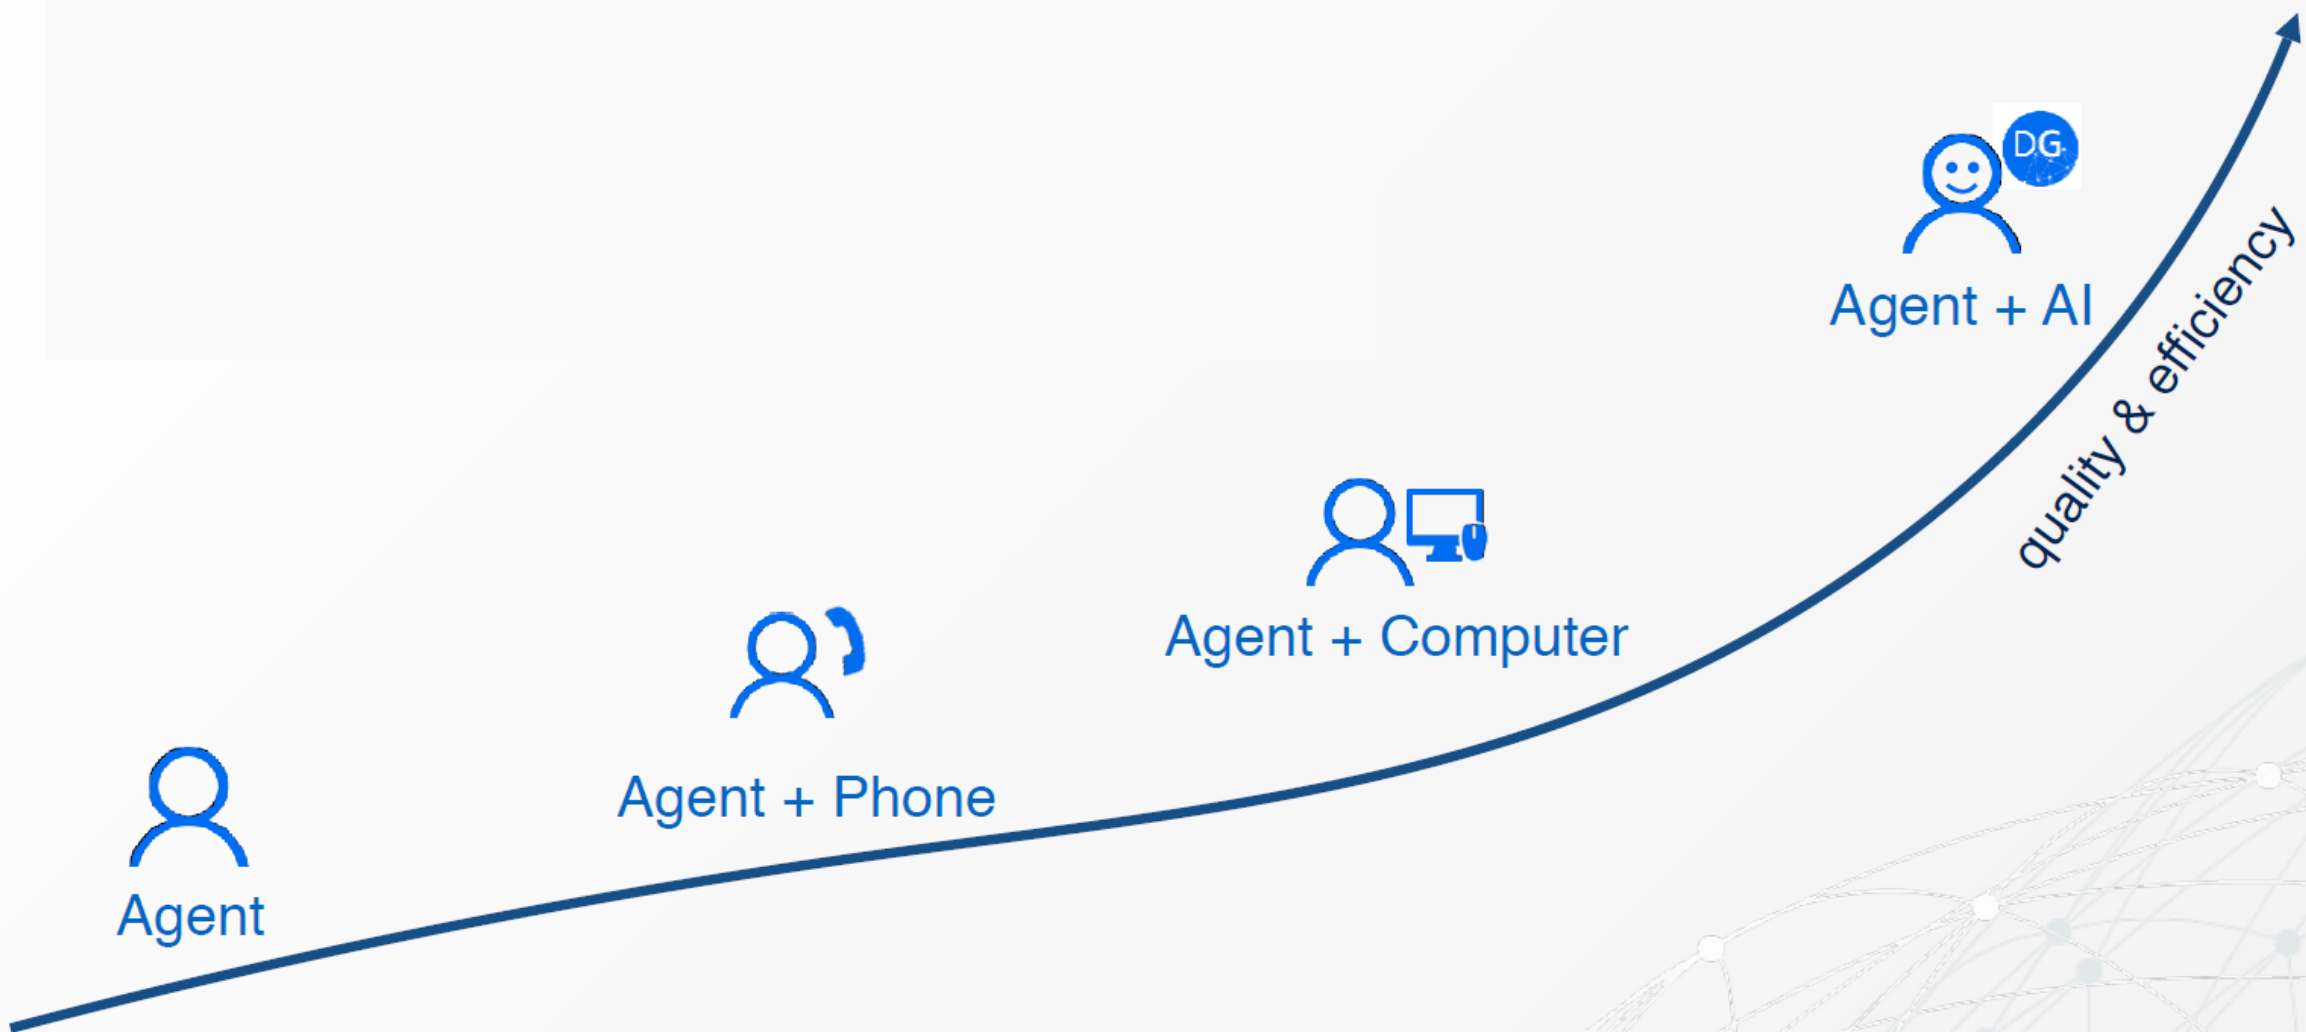 DG
Agent + AI
quality & efficiency
Agent + Computer
Agent + Phone
Agent